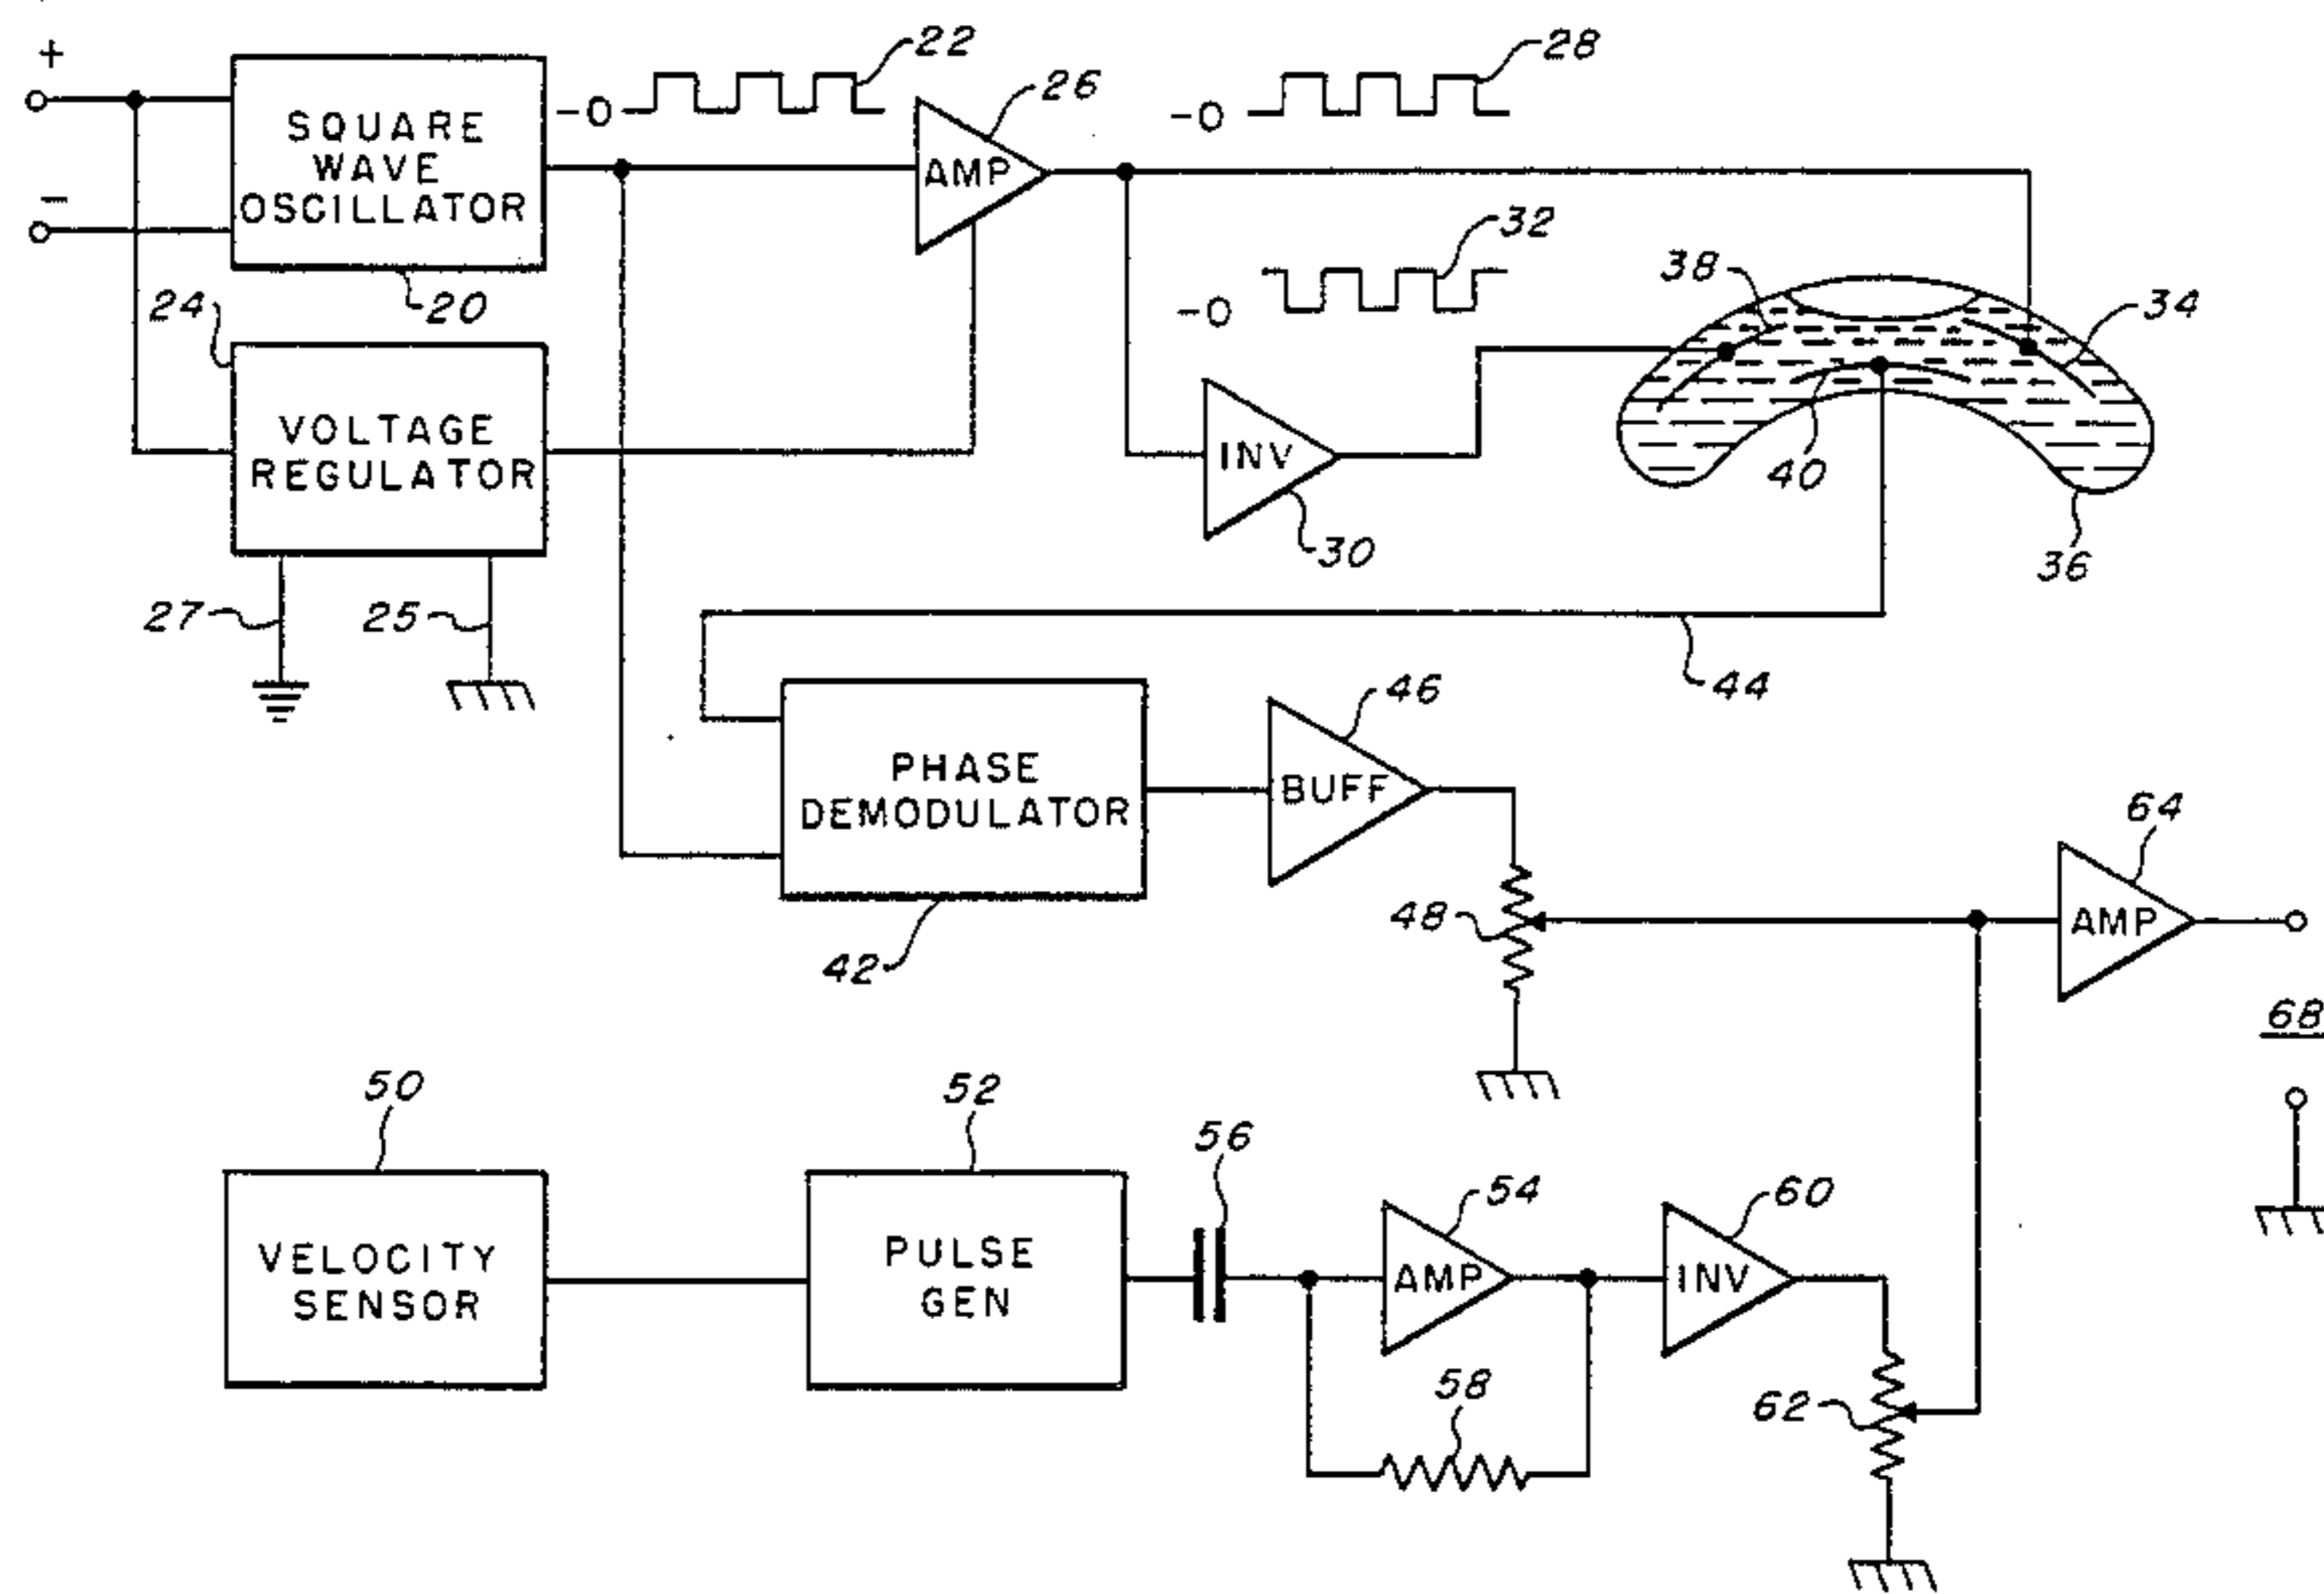 +
-
SQUARE
WAVE
OSCILLATOR
20
-0
22
26
AMP
-0
28
-0
32
24
VOLTAGE
REGULATOR
27
25
INV
30
38
34
40
36
44
PHASE
DEMODULATOR
42
46
BUFF
48
64
AMP
68
50
VELOCITY
SENSOR
52
PULSE
GEN
56
54
AMP
58
60
INV
62